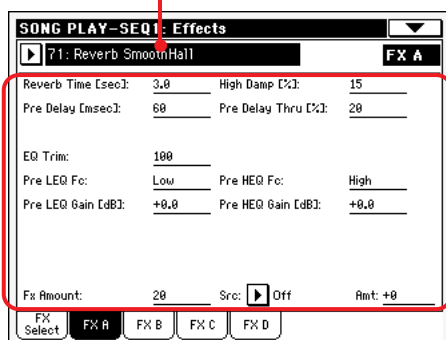 SONG PLAY-SEQ1: Effects
71: Reverb SmoothHall FX A
Reverb Time [sec]: 3.0 High Damp [%]: 15
Pre Delay [msec]: 60 Pre Delay Thru [%]: 20
EQ Trim: 100
Pre LEQ Fc: Low Pre HEQ Fc: High
Pre LEQ Gain [dB]: +0.0 Pre HEQ Gain [dB]: +0.0
Fx Amount: 20 Src: Off Amt: +0
FX Select FX A FX B FX C FX D